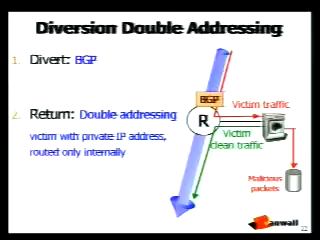 Diversion Double Addressing
1. Divert: BGP
2. Return: Double addressing
victim with private IP address,
routed only internally
BGP
R
Victim traffic
Victim
clean traffic
Malicious
packets
anwall